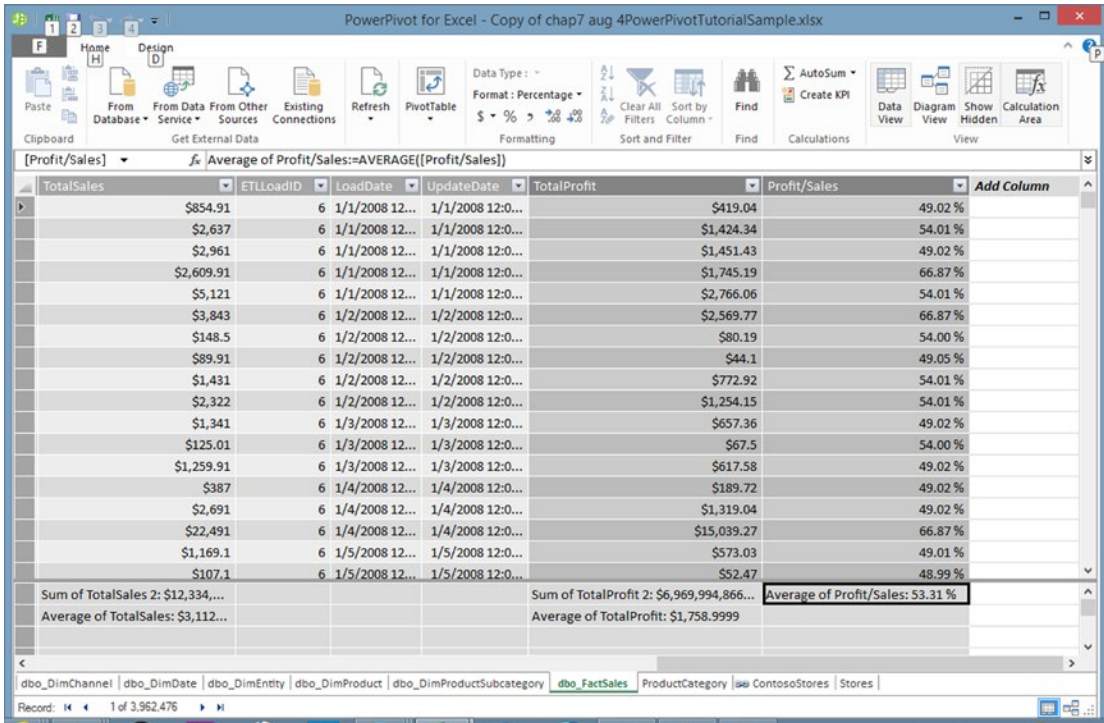 PowerPivot for Excel - Copy of chap7 aug 4PowerPivotTutorialSample.xlsx
1 2 3 4
F Home Design
H D P
Paste
From Database
From Data Service
From Other Sources
Existing Connections
Refresh
PivotTable
Data Type :
Format : Percentage
$ % , .00 .00
Clear All Filters
Sort by Column
Find
AutoSum
Create KPI
Data View
Diagram View
Show Hidden
Calculation Area
Clipboard Get External Data Formatting Sort and Filter Find Calculations View
[Profit/Sales] fx Average of Profit/Sales:=AVERAGE([Profit/Sales])
TotalSales ETLLoadID LoadDate UpdateDate TotalProfit Profit/Sales Add Column
$854.91 6 1/1/2008 12... 1/1/2008 12:0... $419.04 49.02 %
$2,637 6 1/1/2008 12... 1/1/2008 12:0... $1,424.34 54.01 %
$2,961 6 1/1/2008 12... 1/1/2008 12:0... $1,451.43 49.02 %
$2,609.91 6 1/1/2008 12... 1/1/2008 12:0... $1,745.19 66.87 %
$5,121 6 1/1/2008 12... 1/1/2008 12:0... $2,766.06 54.01 %
$3,843 6 1/2/2008 12... 1/2/2008 12:0... $2,569.77 66.87 %
$148.5 6 1/2/2008 12... 1/2/2008 12:0... $80.19 54.00 %
$89.91 6 1/2/2008 12... 1/2/2008 12:0... $44.1 49.05 %
$1,431 6 1/2/2008 12... 1/2/2008 12:0... $772.92 54.01 %
$2,322 6 1/2/2008 12... 1/2/2008 12:0... $1,254.15 54.01 %
$1,341 6 1/3/2008 12... 1/3/2008 12:0... $657.36 49.02 %
$125.01 6 1/3/2008 12... 1/3/2008 12:0... $67.5 54.00 %
$1,259.91 6 1/3/2008 12... 1/3/2008 12:0... $617.58 49.02 %
$387 6 1/4/2008 12... 1/4/2008 12:0... $189.72 49.02 %
$2,691 6 1/4/2008 12... 1/4/2008 12:0... $1,319.04 49.02 %
$22,491 6 1/4/2008 12... 1/4/2008 12:0... $15,039.27 66.87 %
$1,169.1 6 1/5/2008 12... 1/5/2008 12:0... $573.03 49.01 %
$107.1 6 1/5/2008 12... 1/5/2008 12:0... $52.47 48.99 %
Sum of TotalSales 2: $12,334,... Sum of TotalProfit 2: $6,969,994,866... Average of Profit/Sales: 53.31 %
Average of TotalSales: $3,112... Average of TotalProfit: $1,758.9999
dbo_DimChannel dbo_DimDate dbo_DimEntity dbo_DimProduct dbo_DimProductSubcategory dbo_FactSales ProductCategory ContosoStores Stores
Record: 1 of 3,962,476